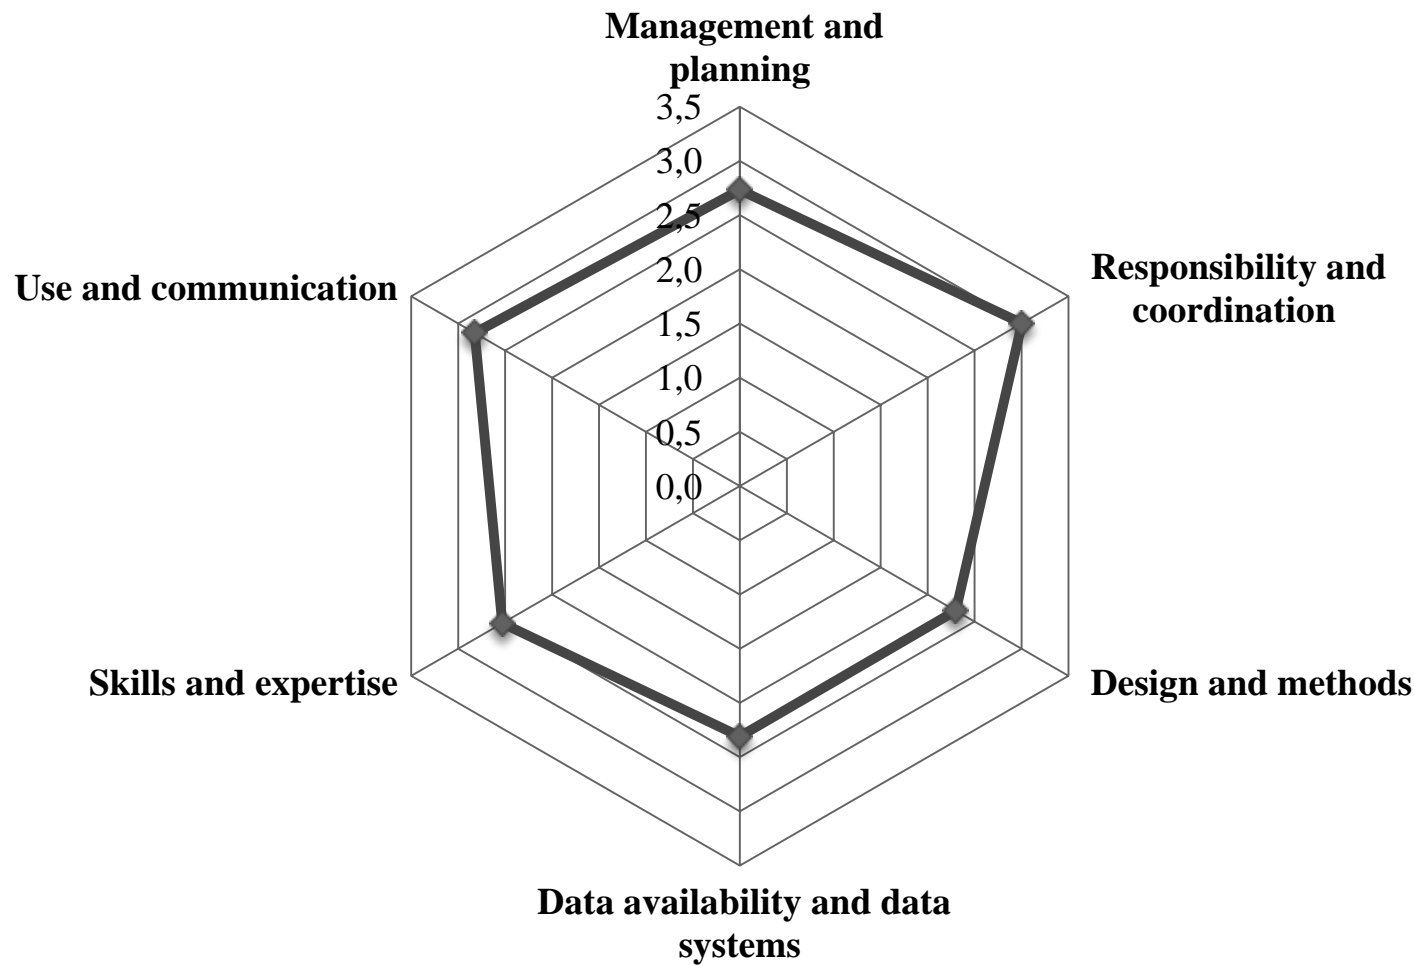 Management and
planning
3,5
3,0
2,5
2,0
1,5
1,0
0,5
0,0
Responsibility and
coordination
Use and communication
Skills and expertise
Design and methods
Data availability and data
systems